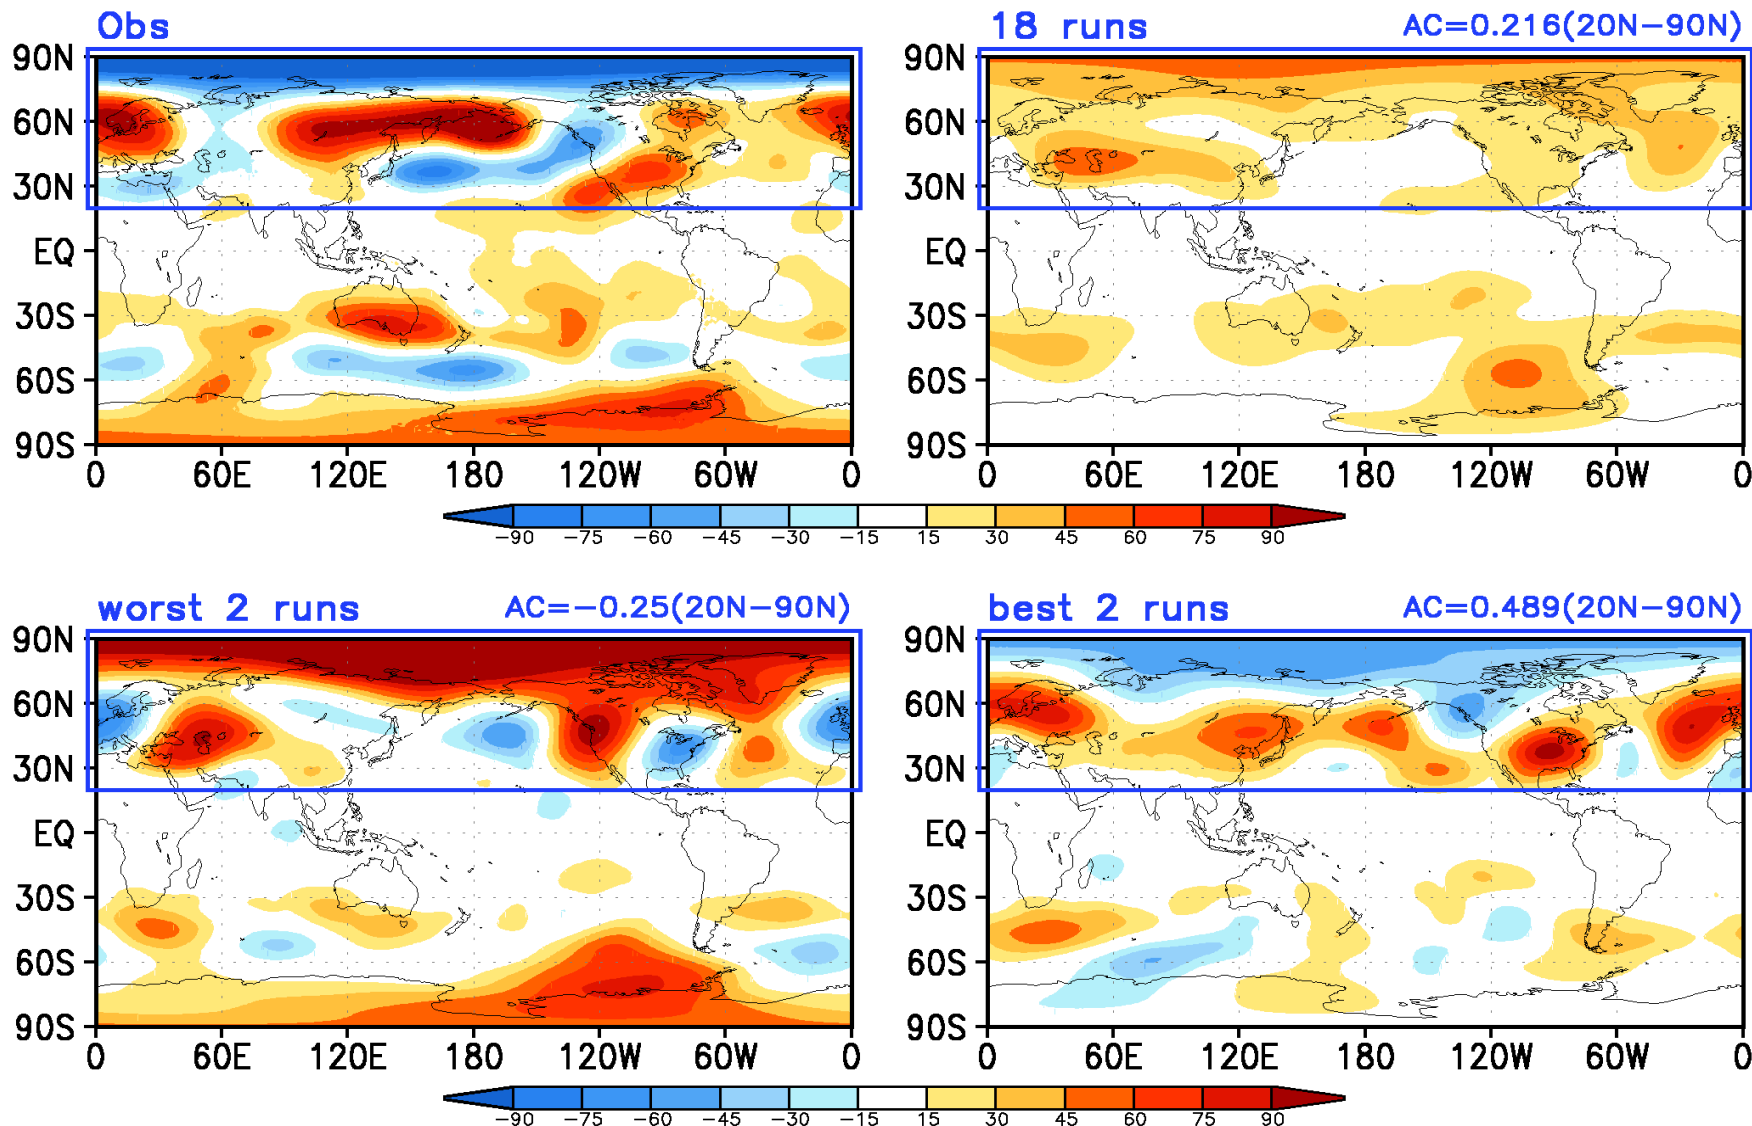 Obs
18 runs AC=0.216(20N−90N)
90N 90N
60N 60N
30N 30N
EQ EQ
30S 30S
60S 60S
90S 90S
0 60E 120E 180 120W 60W 0 0 60E 120E 180 120W 60W 0
−90 −75 −60 −45 −30 −15 15 30 45 60 75 90
worst 2 runs AC=−0.25(20N−90N)
best 2 runs AC=0.489(20N−90N)
90N 90N
60N 60N
30N 30N
EQ EQ
30S 30S
60S 60S
90S 90S
0 60E 120E 180 120W 60W 0 0 60E 120E 180 120W 60W 0
−90 −75 −60 −45 −30 −15 15 30 45 60 75 90